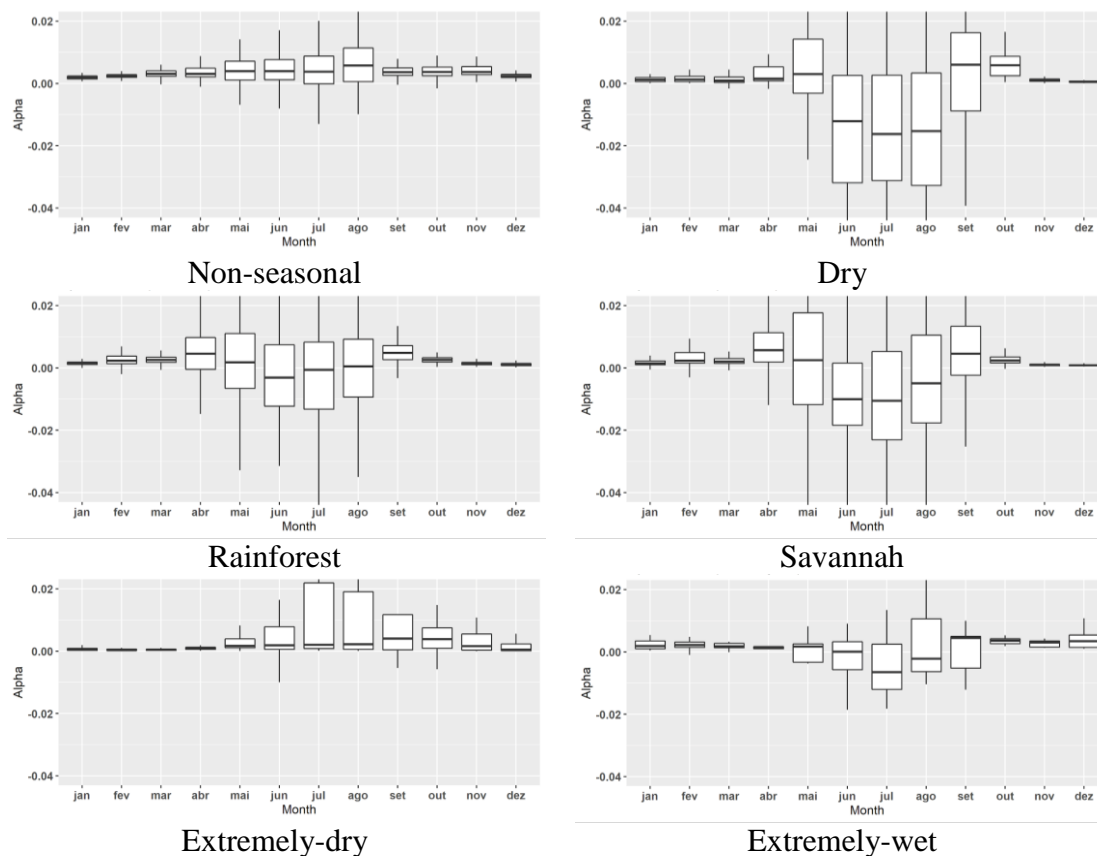 0.02
0.00
Alpha
-0.02
-0.04
jan fev mar abr mai jun jul ago set out nov dez
Month
Non-seasonal
0.02
0.00
Alpha
-0.02
-0.04
jan fev mar abr mai jun jul ago set out nov dez
Month
Dry
0.02
0.00
Alpha
-0.02
-0.04
jan fev mar abr mai jun jul ago set out nov dez
Month
Rainforest
0.02
0.00
Alpha
-0.02
-0.04
jan fev mar abr mai jun jul ago set out nov dez
Month
Savannah
0.02
0.00
Alpha
-0.02
-0.04
jan fev mar abr mai jun jul ago set out nov dez
Month
Extremely-dry
0.02
0.00
Alpha
-0.02
-0.04
jan fev mar abr mai jun jul ago set out nov dez
Month
Extremely-wet